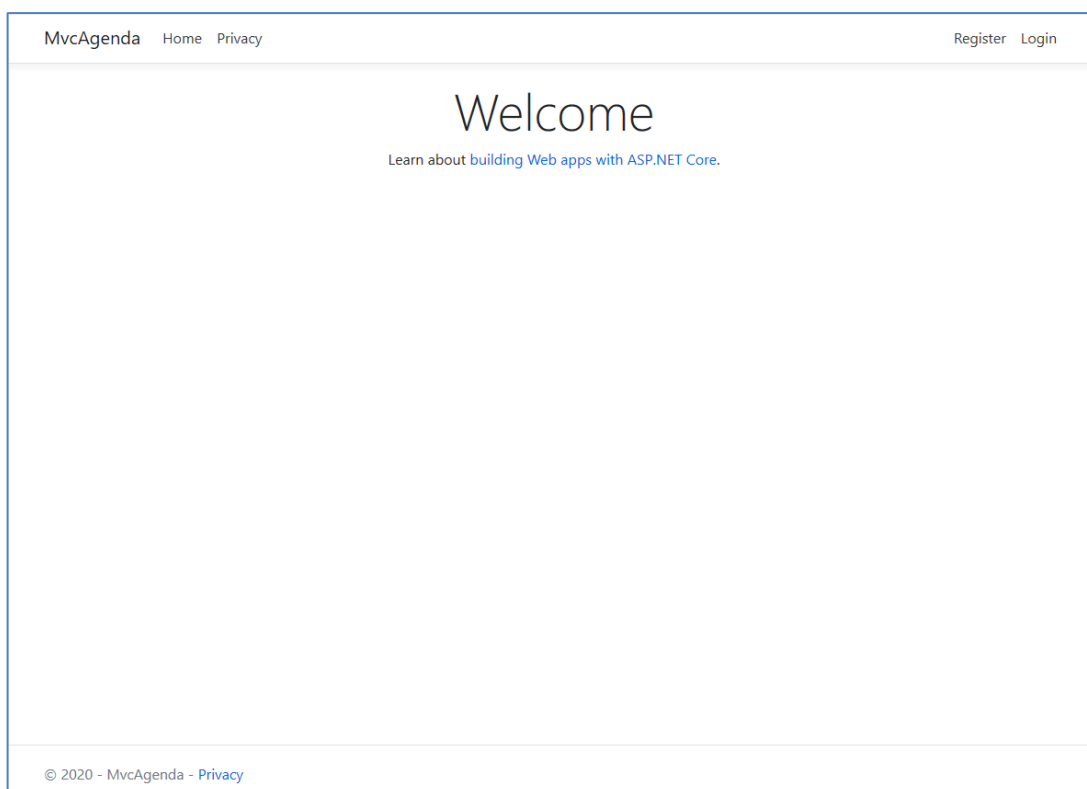 MvcAgenda Home Privacy Register Login
Welcome
Learn about building Web apps with ASP.NET Core.
© 2020 - MvcAgenda - Privacy